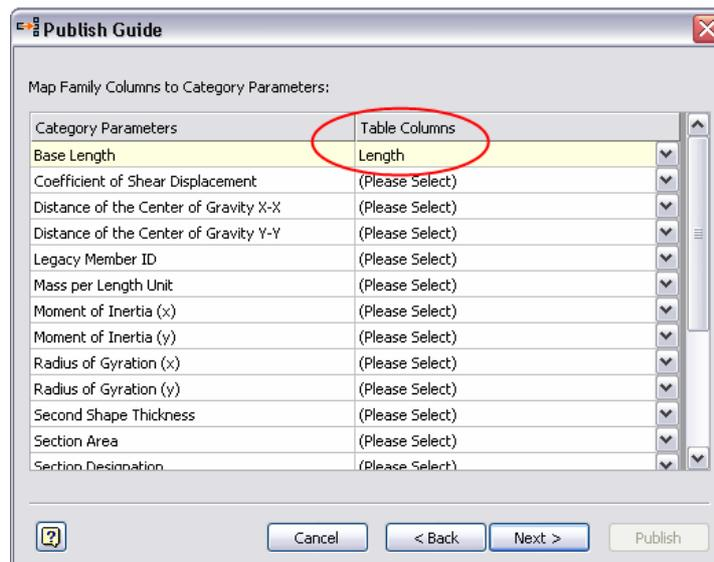 Publish Guide
Map Family Columns to Category Parameters:
Category Parameters Table Columns
Base Length Length
Coefficient of Shear Displacement (Please Select)
Distance of the Center of Gravity X-X (Please Select)
Distance of the Center of Gravity Y-Y (Please Select)
Legacy Member ID (Please Select)
Mass per Length Unit (Please Select)
Moment of Inertia (x) (Please Select)
Moment of Inertia (y) (Please Select)
Radius of Gyration (x) (Please Select)
Radius of Gyration (y) (Please Select)
Second Shape Thickness (Please Select)
Section Area (Please Select)
Section Designation (Please Select)
Cancel < Back Next > Publish